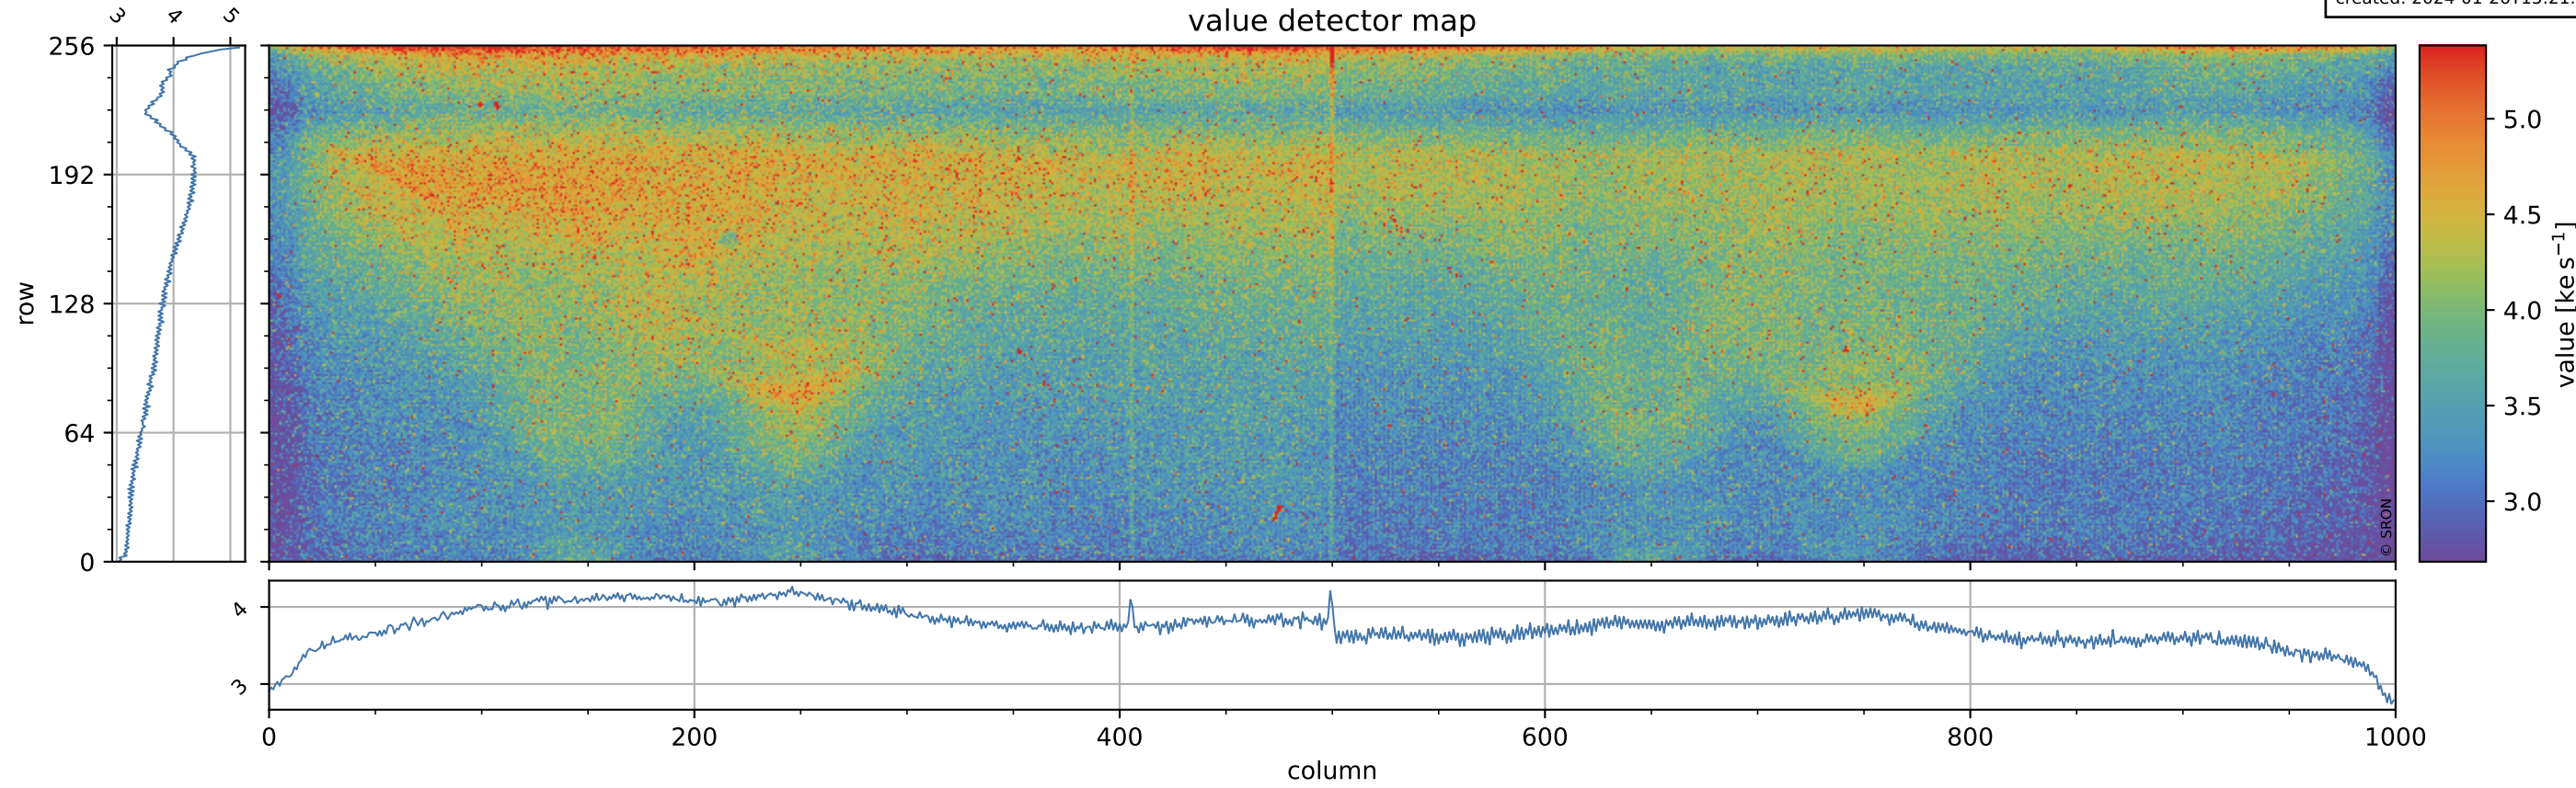 value detector map
3 4 5
256
192
128
64
0
row
5.0
4.5
4.0
3.5
3.0
value [ke s⁻¹]
© SRON
4
3
0 200 400 600 800 1000
column